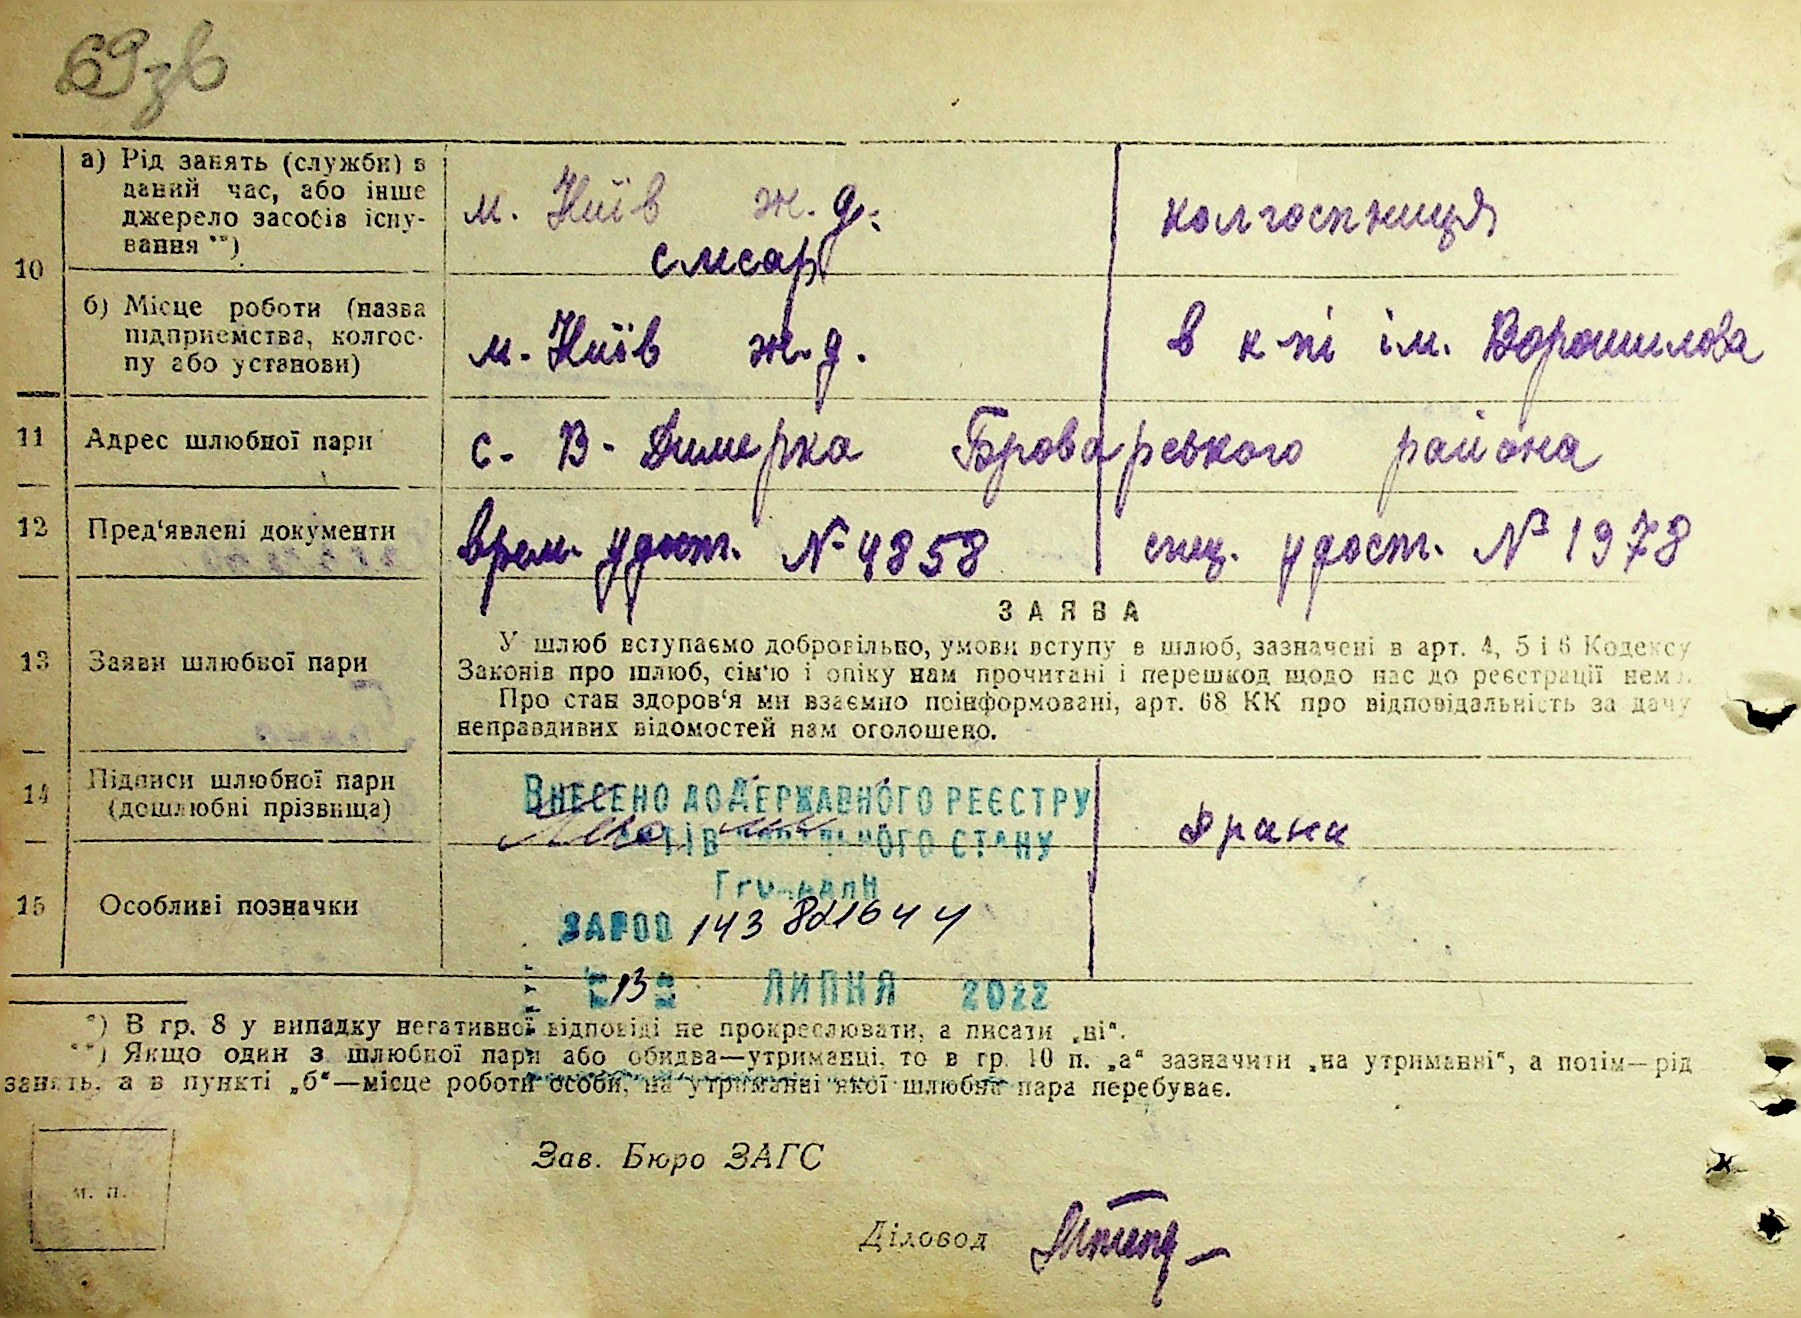 69зв
а) Рід занять (служби) в
даний час, або інше
джерело засобів існу-
вання **)
м. Київ ж. д.
слюсар
колгоспниця
10
б) Місце роботи (назва
підприємства, колгос-
пу або установи)
м. Київ ж. д.
в к-пі ім. Ворошилова
11 Адрес шлюбної пари
с. В-Димерка Броварського района
12 Пред‘явлені документи
врем. удост. № 4858
спец. удост. № 1978
13 Заяви шлюбної пари
ЗАЯВА
У шлюб вступаємо добровільно, умови вступу в шлюб, зазначені в арт. 4, 5 і 6 Кодексу
Законів про шлюб, сім‘ю і опіку нам прочитані і перешкод щодо нас до реєстрації нема.
Про стан здоров‘я ми взаємно поінформовані, арт. 68 КК про відповідальність за дачу
неправдивих відомостей нам оголошено.
14 Підписи шлюбної пари
(дошлюбні прізвища)
ВНЕСЕНО ДО ДЕРЖАВНОГО РЕЄСТРУ
АКТІВ ЦИВІЛЬНОГО СТАНУ
ГРОМАДЯН
15 Особливі позначки
13 ЛИПНЯ 2022
*) В гр. 8 у випадку негативної відповіді не прокреслювати, а писати „ні“.
**) Якщо один з шлюбної пари або обидва—утриманці, то в гр. 10 п. „а“ зазначити „на утриманні“, а потім—рід
занять, а в пункті „б“—місце роботи особи, на утриманні якої шлюбна пара перебуває.
Зав. Бюро ЗАГС
м. п.
Діловод